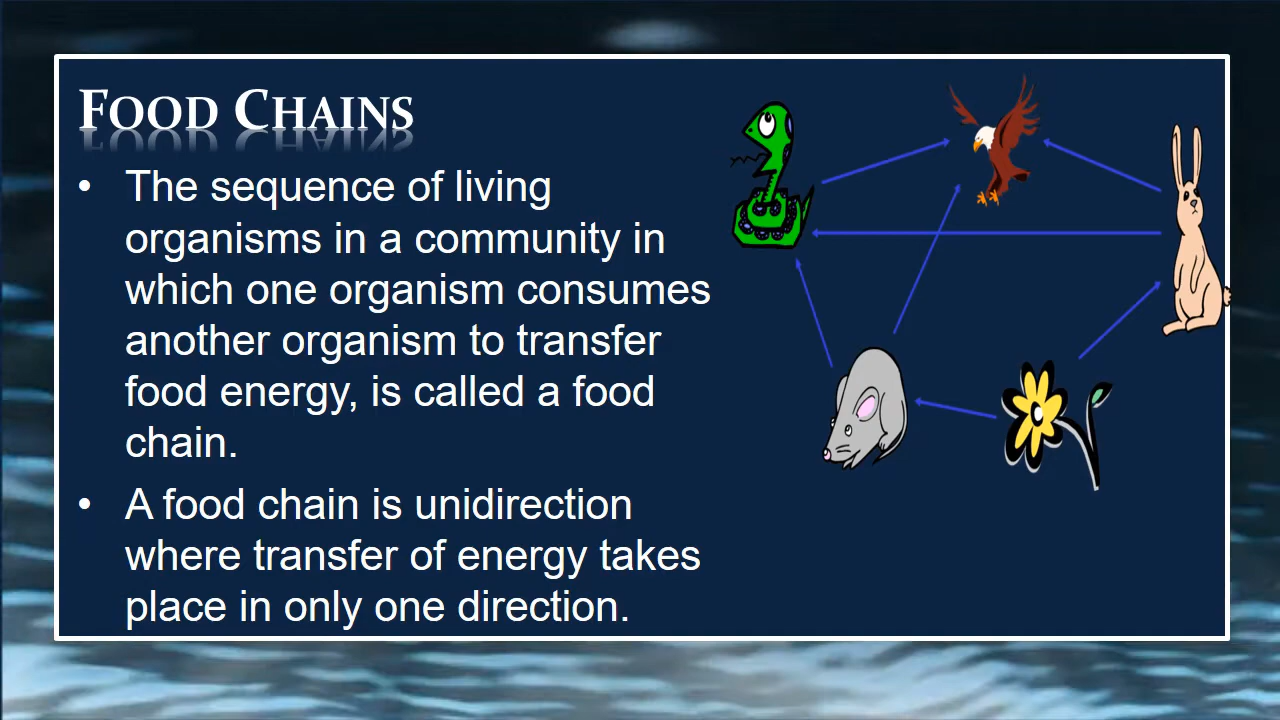 FOOD CHAINS
• The sequence of living
organisms in a community in
which one organism consumes
another organism to transfer
food energy, is called a food
chain.
• A food chain is unidirection
where transfer of energy takes
place in only one direction.